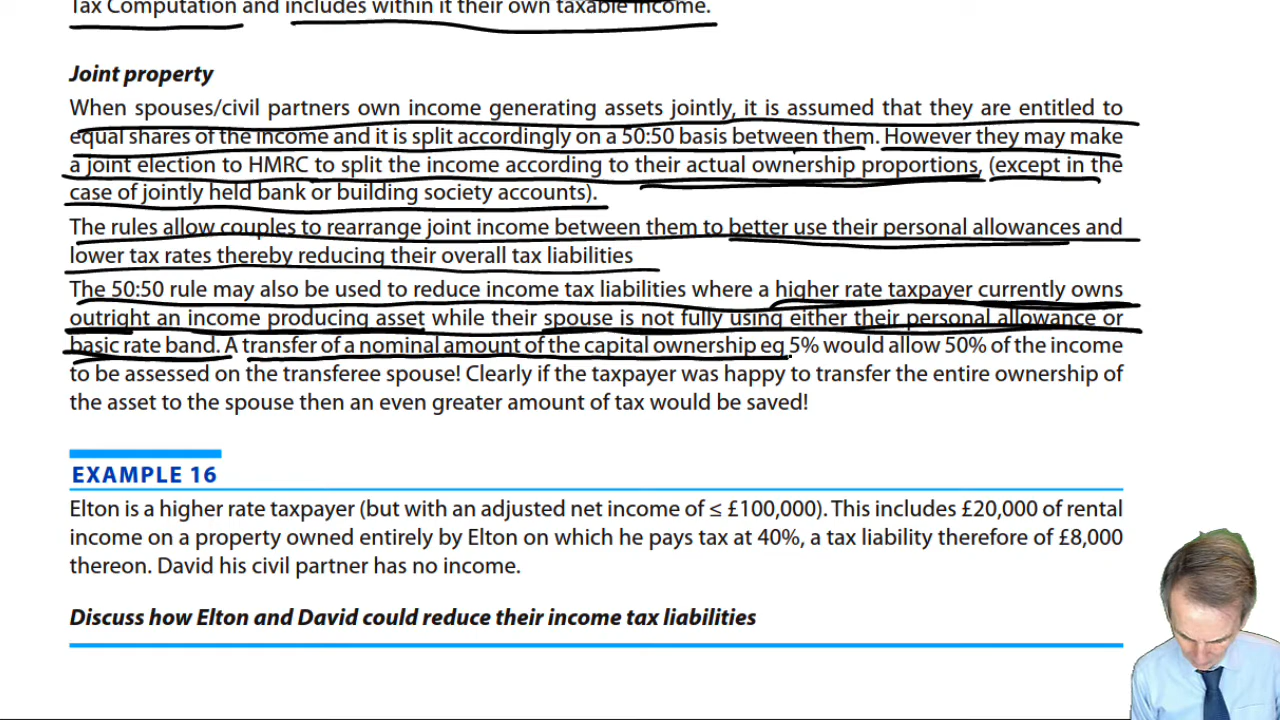 Tax Computation and includes within it their own taxable income.
Joint property
When spouses/civil partners own income generating assets jointly, it is assumed that they are entitled to
equal shares of the income and it is split accordingly on a 50:50 basis between them. However they may make
a joint election to HMRC to split the income according to their actual ownership proportions, (except in the
case of jointly held bank or building society accounts).
The rules allow couples to rearrange joint income between them to better use their personal allowances and
lower tax rates thereby reducing their overall tax liabilities
The 50:50 rule may also be used to reduce income tax liabilities where a higher rate taxpayer currently owns
outright an income producing asset while their spouse is not fully using either their personal allowance or
basic rate band. A transfer of a nominal amount of the capital ownership eg 5% would allow 50% of the income
to be assessed on the transferee spouse! Clearly if the taxpayer was happy to transfer the entire ownership of
the asset to the spouse then an even greater amount of tax would be saved!
EXAMPLE 16
Elton is a higher rate taxpayer (but with an adjusted net income of ≤ £100,000). This includes £20,000 of rental
income on a property owned entirely by Elton on which he pays tax at 40%, a tax liability therefore of £8,000
thereon. David his civil partner has no income.
Discuss how Elton and David could reduce their income tax liabilities